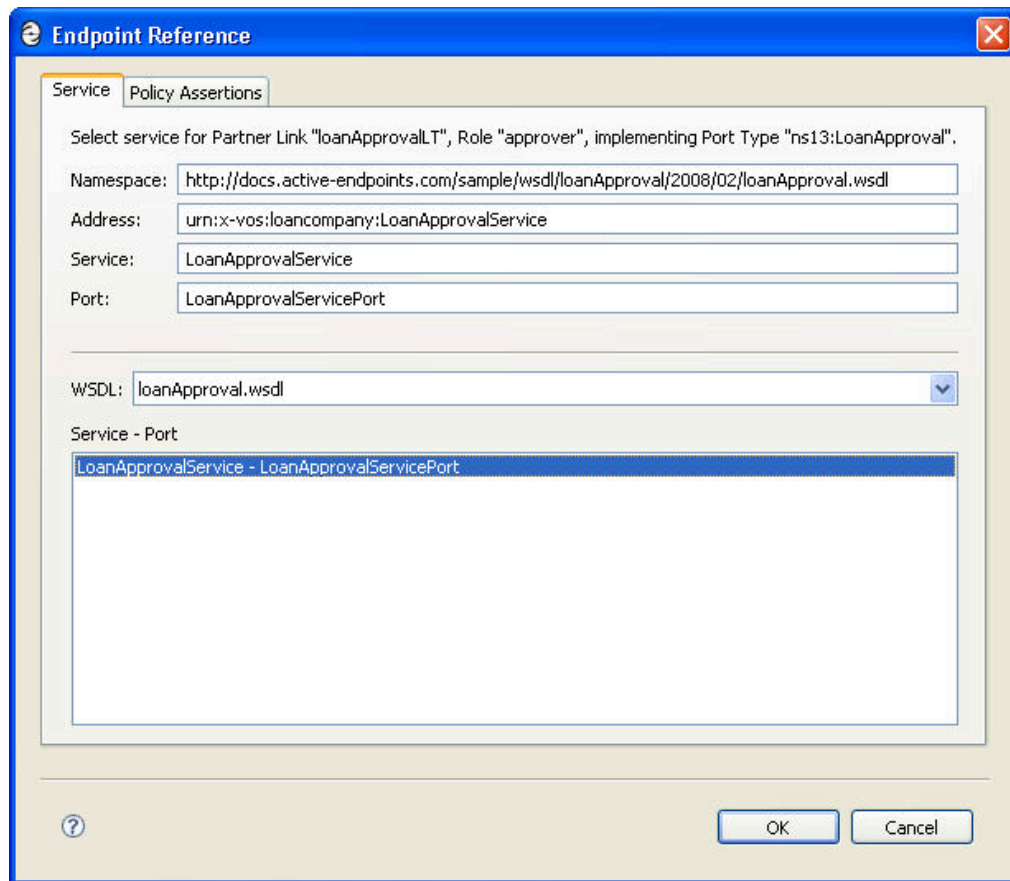 Endpoint Reference
Service
Policy Assertions
Select service for Partner Link "loanApprovalLT", Role "approver", implementing Port Type "ns13:LoanApproval".
Namespace: http://docs.active-endpoints.com/sample/wsdl/loanApproval/2008/02/loanApproval.wsdl
Address: urn:x-vos:loancompany:LoanApprovalService
Service: LoanApprovalService
Port: LoanApprovalServicePort
WSDL: loanApproval.wsdl
Service - Port
LoanApprovalService - LoanApprovalServicePort
?
OK Cancel